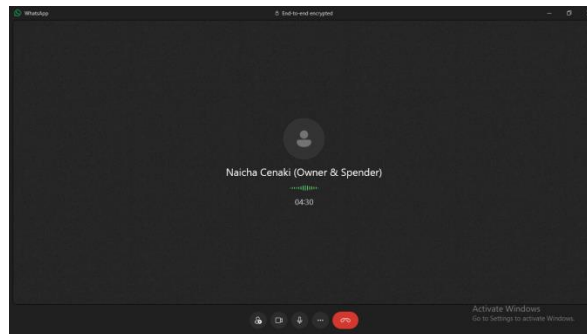 WhatsApp
End-to-end encrypted
Naicha Cenaki (Owner & Spender)
04:30
Activate Windows
Go to Settings to activate Windows.